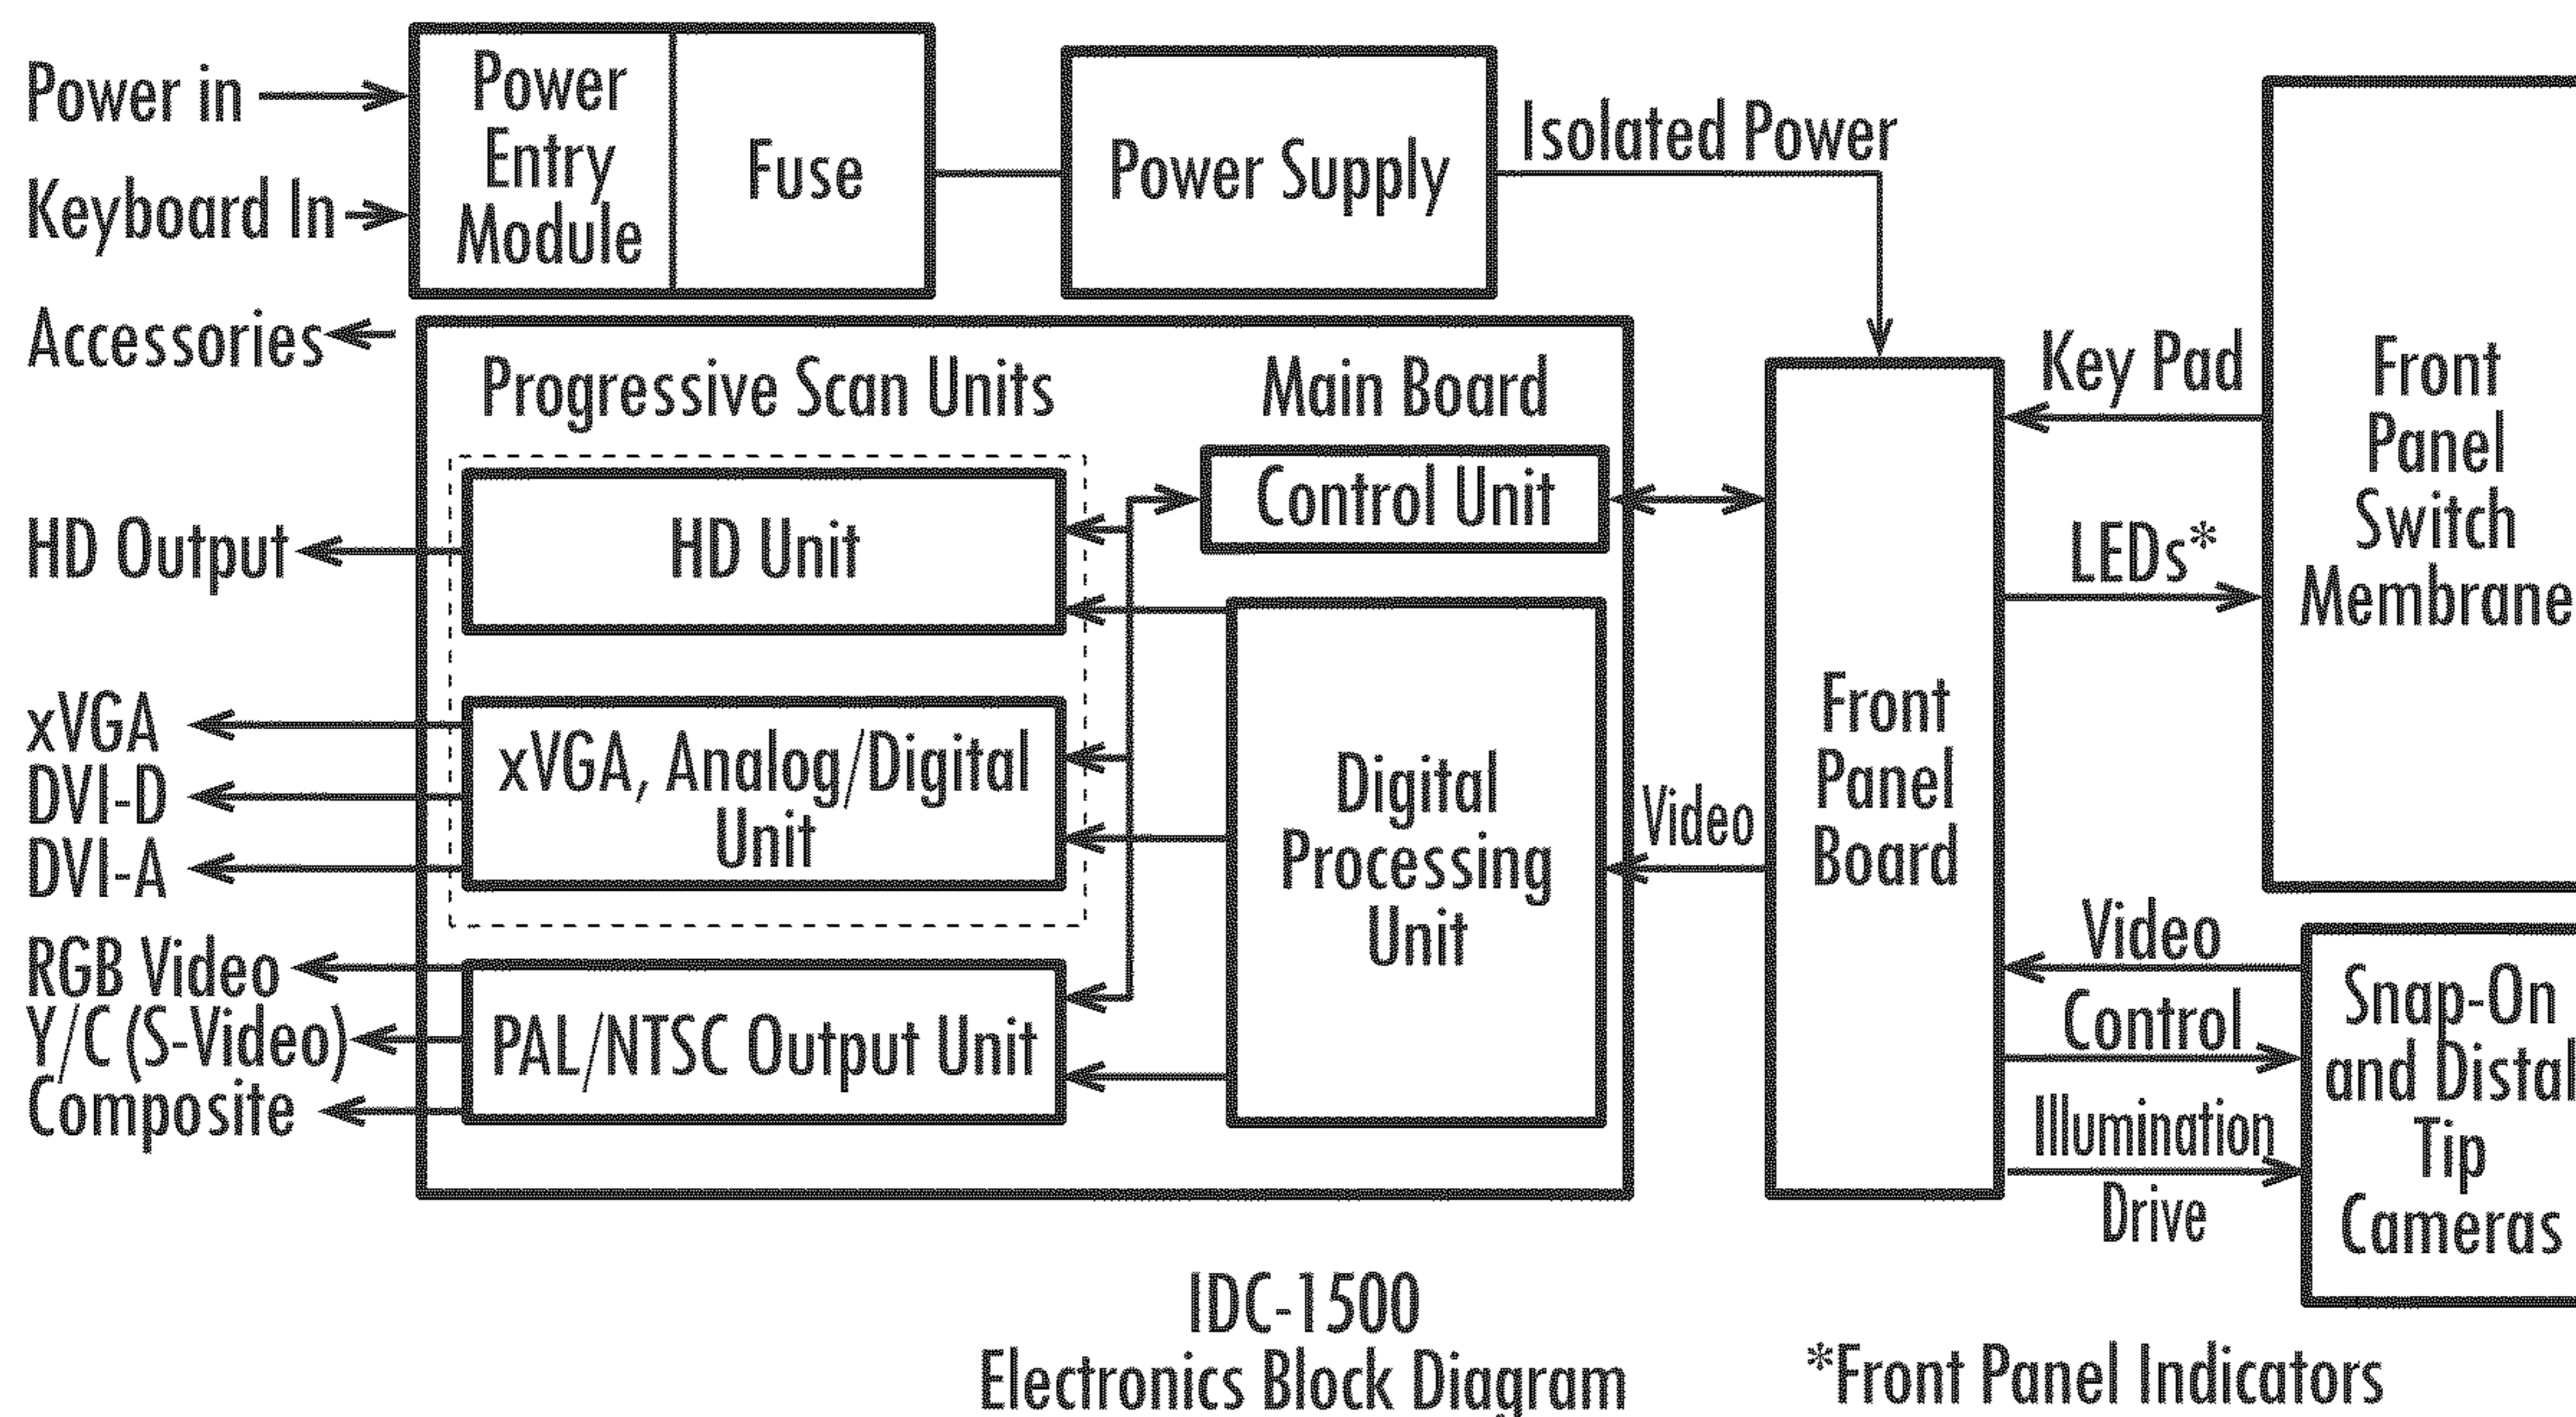 Power in
Keyboard In
Accessories
Power
Entry
Module
Fuse
Power Supply
Isolated Power
Progressive Scan Units
Main Board
HD Output
HD Unit
Control Unit
xVGA
DVI-D
DVI-A
xVGA, Analog/Digital
Unit
RGB Video
Y/C (S-Video)
Composite
PAL/NTSC Output Unit
Digital
Processing
Unit
Video
Front
Panel
Board
Key Pad
LEDs*
Front
Panel
Switch
Membrane
Video
Control
Illumination
Drive
Snap-On
and Distal
Tip
Cameras
IDC-1500
Electronics Block Diagram
*Front Panel Indicators